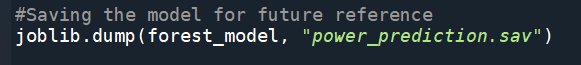 #Saving the model for future reference
joblib.dump(forest_model, "power_prediction.sav")